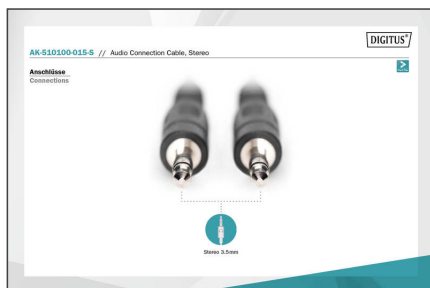 DIGITUS®
AK-510100-015-S // Audio Connection Cable, Stereo
Anschlüsse
Connections
Stereo 3.5mm